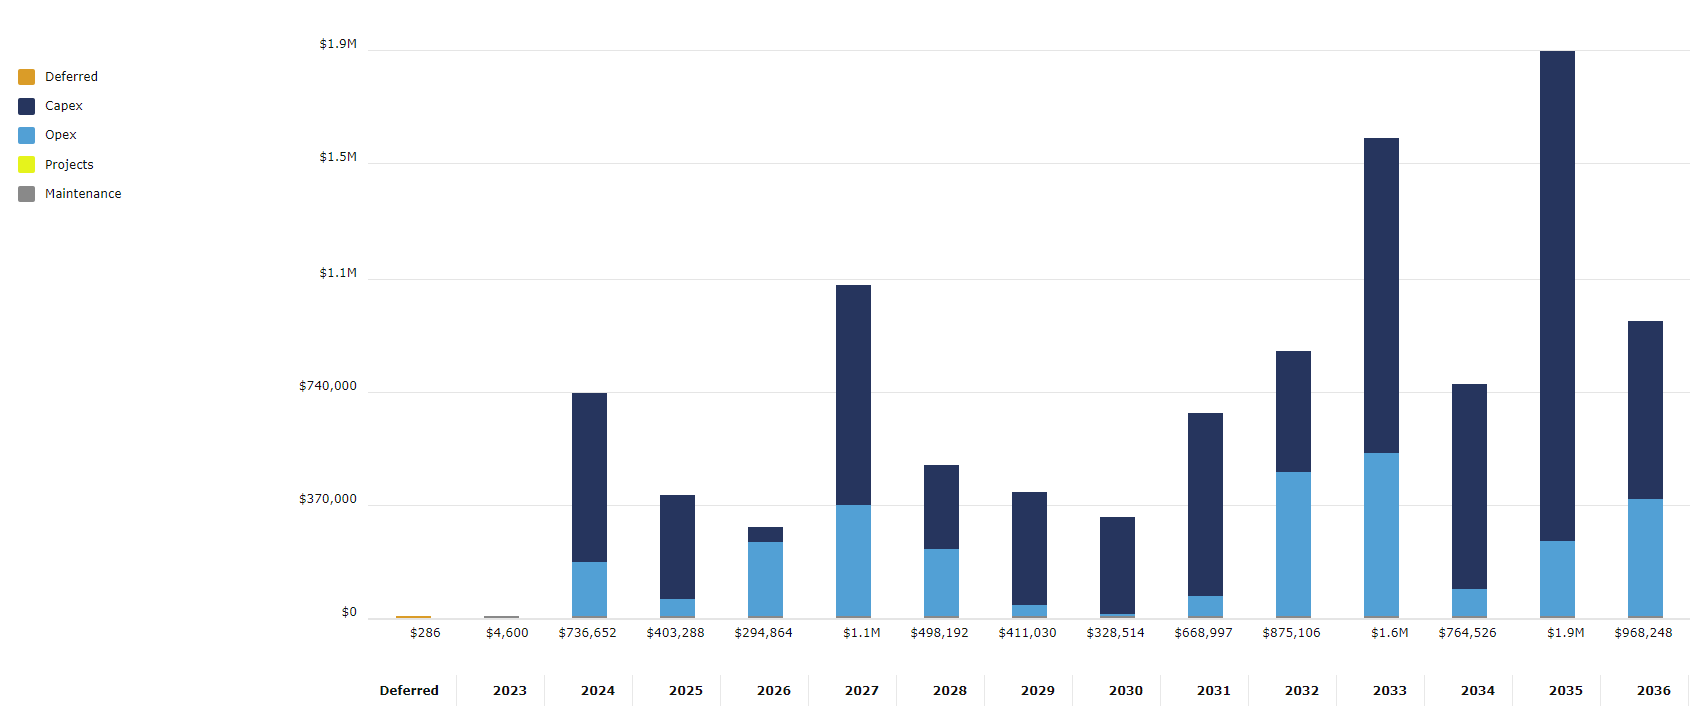 Deferred
Capex
Opex
Projects
Maintenance
$1.9M
$1.5M
$1.1M
$740,000
$370,000
$0
$286 $4,600 $736,652 $403,288 $294,864 $1.1M $498,192 $411,030 $328,514 $668,997 $875,106 $1.6M $764,526 $1.9M $968,248
Deferred 2023 2024 2025 2026 2027 2028 2029 2030 2031 2032 2033 2034 2035 2036